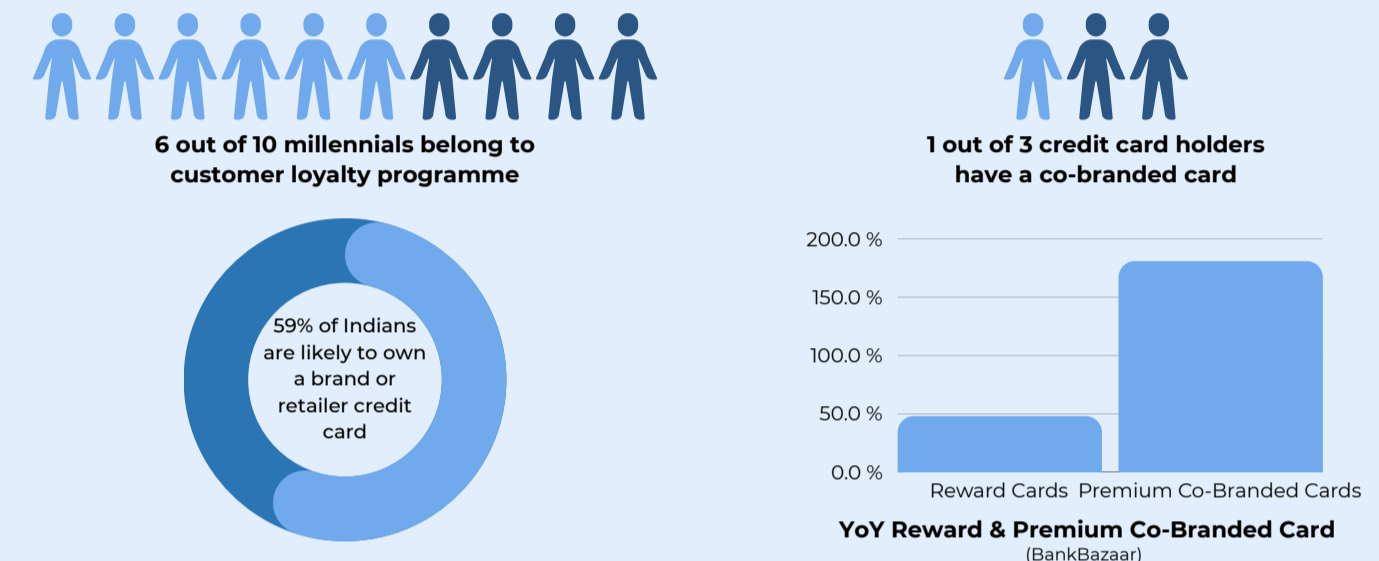 6 out of 10 millennials belong to
customer loyalty programme
59% of Indians
are likely to own
a brand or
retailer credit
card
1 out of 3 credit card holders
have a co-branded card
200.0 %
150.0 %
100.0 %
50.0 %
0.0 %
Reward Cards
Premium Co-Branded Cards
YoY Reward & Premium Co-Branded Card
(BankBazaar)